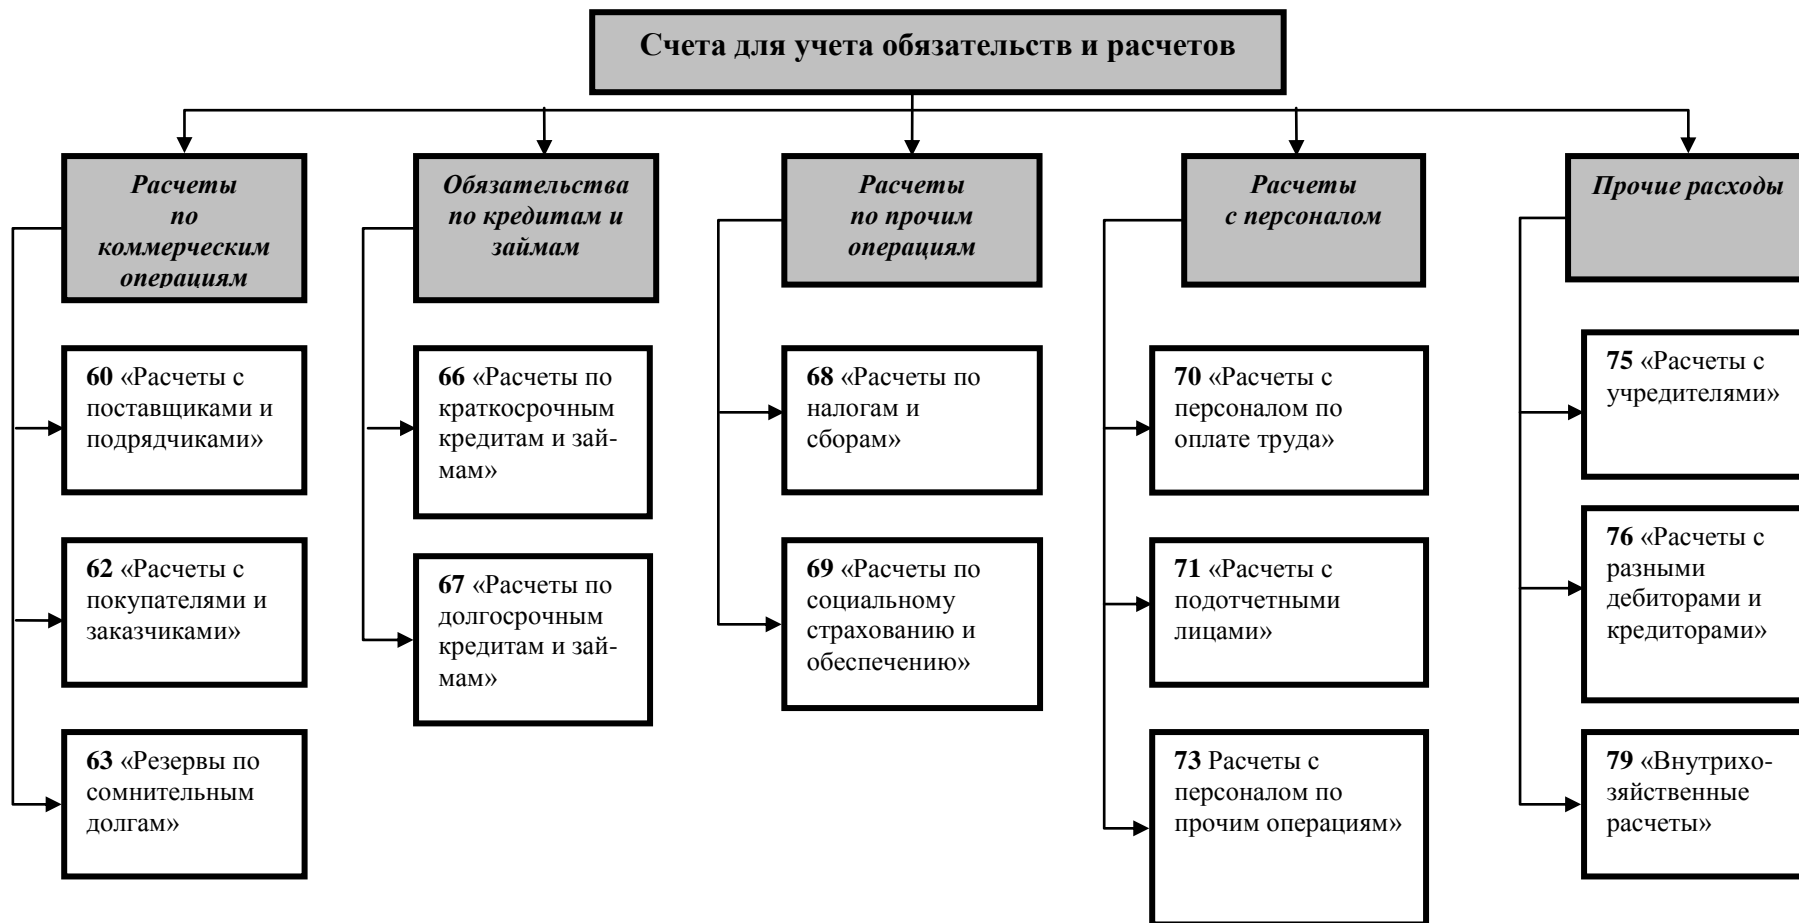 Счета для учета обязательств и расчетов
Расчеты
по
коммерческим
операциям
Обязательства
по кредитам и
займам
Расчеты
по прочим
операциям
Расчеты
с персоналом
Прочие расходы
60 «Расчеты с
поставщиками и
подрядчиками»
62 «Расчеты с
покупателями и
заказчиками»
63 «Резервы по
сомнительным
долгам»
66 «Расчеты по
краткосрочным
кредитам и зай-
мам»
67 «Расчеты по
долгосрочным
кредитам и зай-
мам»
68 «Расчеты по
налогам и
сборам»
69 «Расчеты по
социальному
страхованию и
обеспечению»
70 «Расчеты с
персоналом по
оплате труда»
71 «Расчеты с
подотчетными
лицами»
73 Расчеты с
персоналом по
прочим операциям»
75 «Расчеты с
учредителями»
76 «Расчеты с
разными
дебиторами и
кредиторами»
79 «Внутрихо-
зяйственные
расчеты»